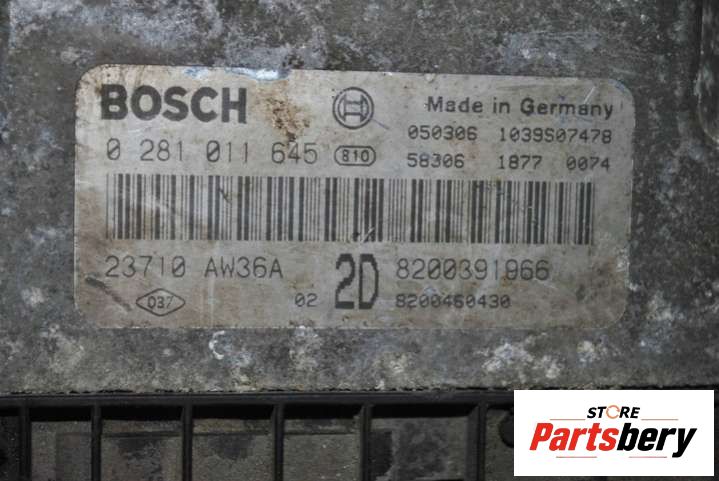 BOSCH Made in Germany
050306 1039S07478
0 281 011 645 810 58306 1877 0074
23710 AW36A 2D 8200391966
037 02 8200460430
STORE
Partsbery